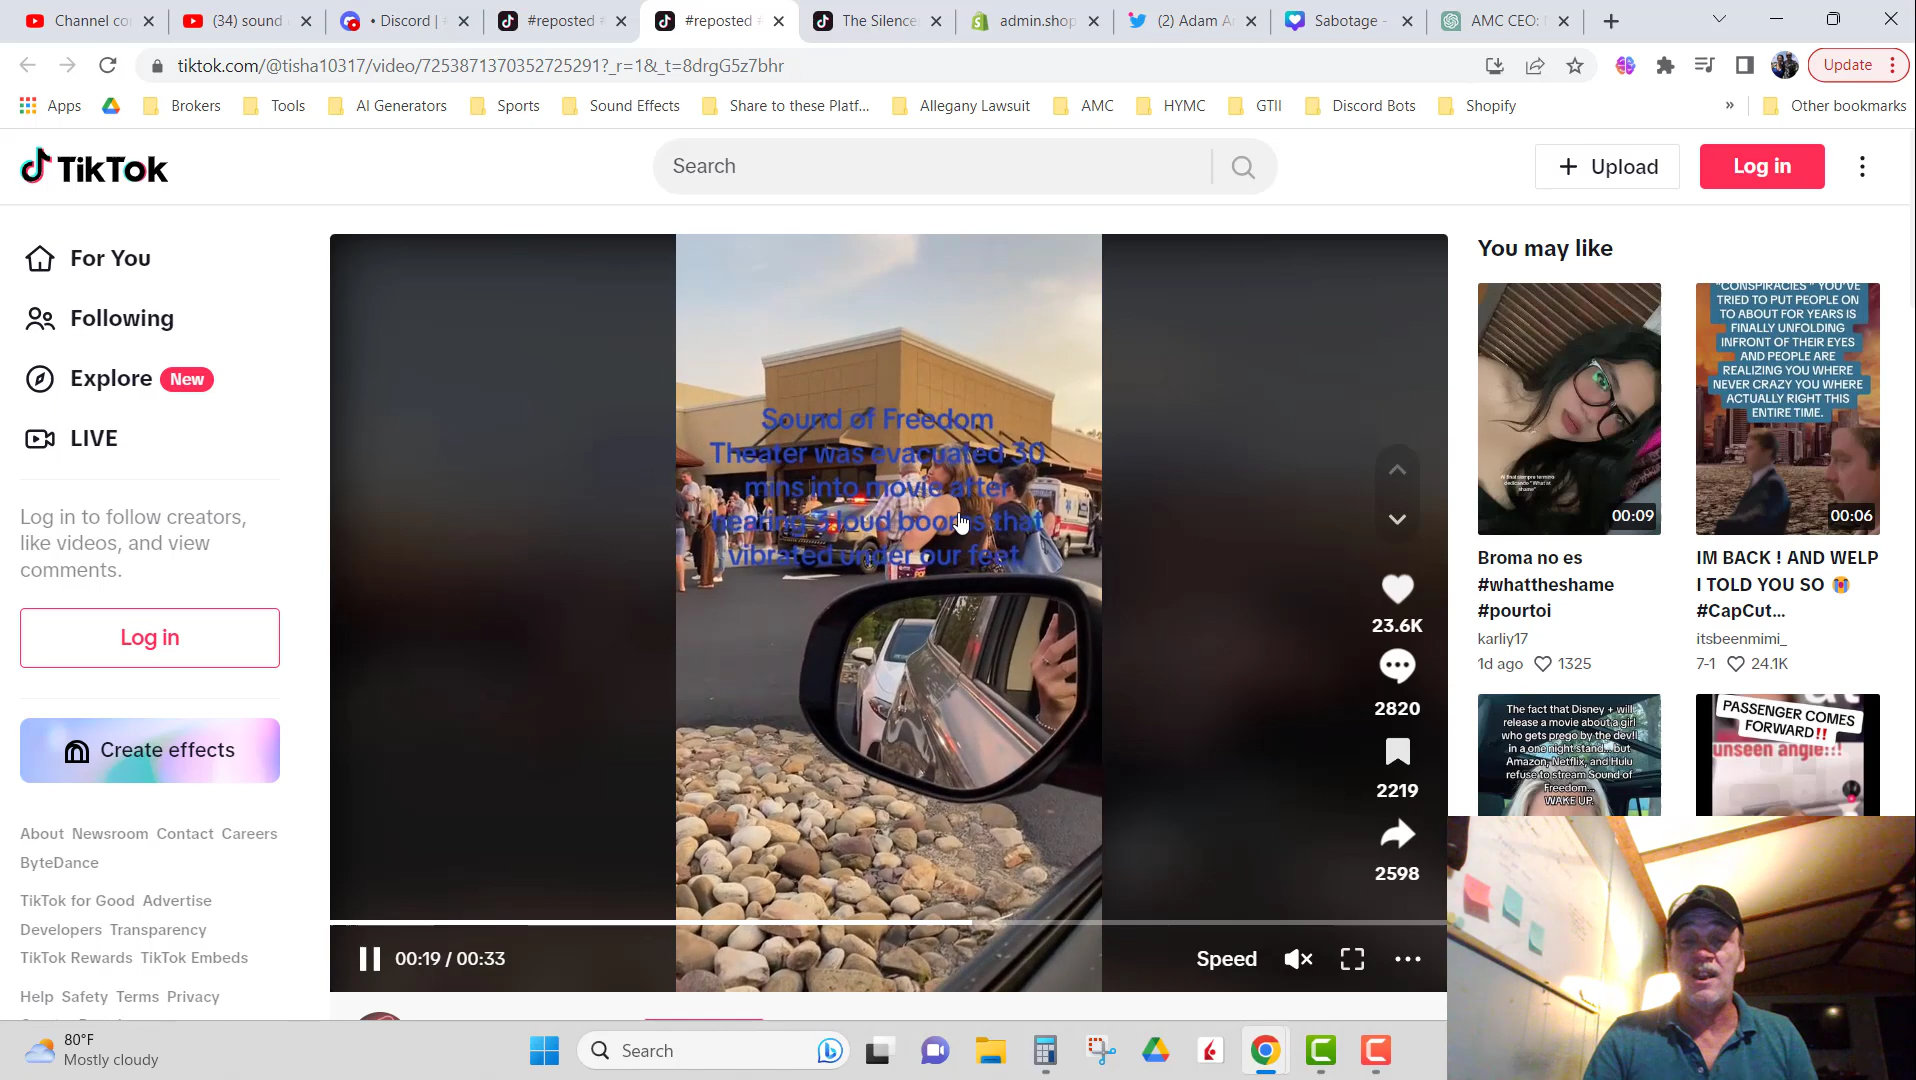 Channel co
(34) sound
• Discord |
#reposted
#reposted
The Silence
admin.shop
(2) Adam A
Sabotage -
AMC CEO:
tiktok.com/@tisha10317/video/7253871370352725291?_r=1&_t=8drgG5z7bhr
Update
Apps
Brokers
Tools
AI Generators
Sports
Sound Effects
Share to these Platf...
Allegany Lawsuit
AMC
HYMC
GTII
Discord Bots
Shopify
»
Other bookmarks
TikTok
Search
+ Upload
Log in
For You
Following
Explore New
LIVE
Log in to follow creators,
like videos, and view
comments.
Log in
Create effects
About Newsroom Contact Careers
ByteDance
TikTok for Good Advertise
Developers Transparency
TikTok Rewards TikTok Embeds
Help Safety Terms Privacy
Sound of Freedom
Theater was evacuated 30
mins into movie after
hearing 3 loud booms that
vibrated under our feet.
23.6K
2820
2219
2598
00:19 / 00:33
Speed
You may like
00:09
Broma no es
#whattheshame
#pourtoi
karliy17
1d ago 1325
"CONSPIRACIES" YOU'VE
TRIED TO PUT PEOPLE ON
TO ABOUT FOR YEARS IS
FINALLY UNFOLDING
INFRONT OF THEIR EYES
AND PEOPLE ARE
REALIZING YOU WHERE
NEVER CRAZY YOU WHERE
ACTUALLY RIGHT THIS
ENTIRE TIME.
00:06
IM BACK ! AND WELP
I TOLD YOU SO 😭
#CapCut...
itsbeenmimi_
7-1 24.1K
The fact that Disney + will
release a movie about a girl
who gets prego by the devil
in a one night stand...but
Amazon, Netflix, and Hulu
refuse to stream Sound of
Freedom...
WAKE UP.
PASSENGER COMES
FORWARD‼️
unseen angle!!!
80°F
Mostly cloudy
Search